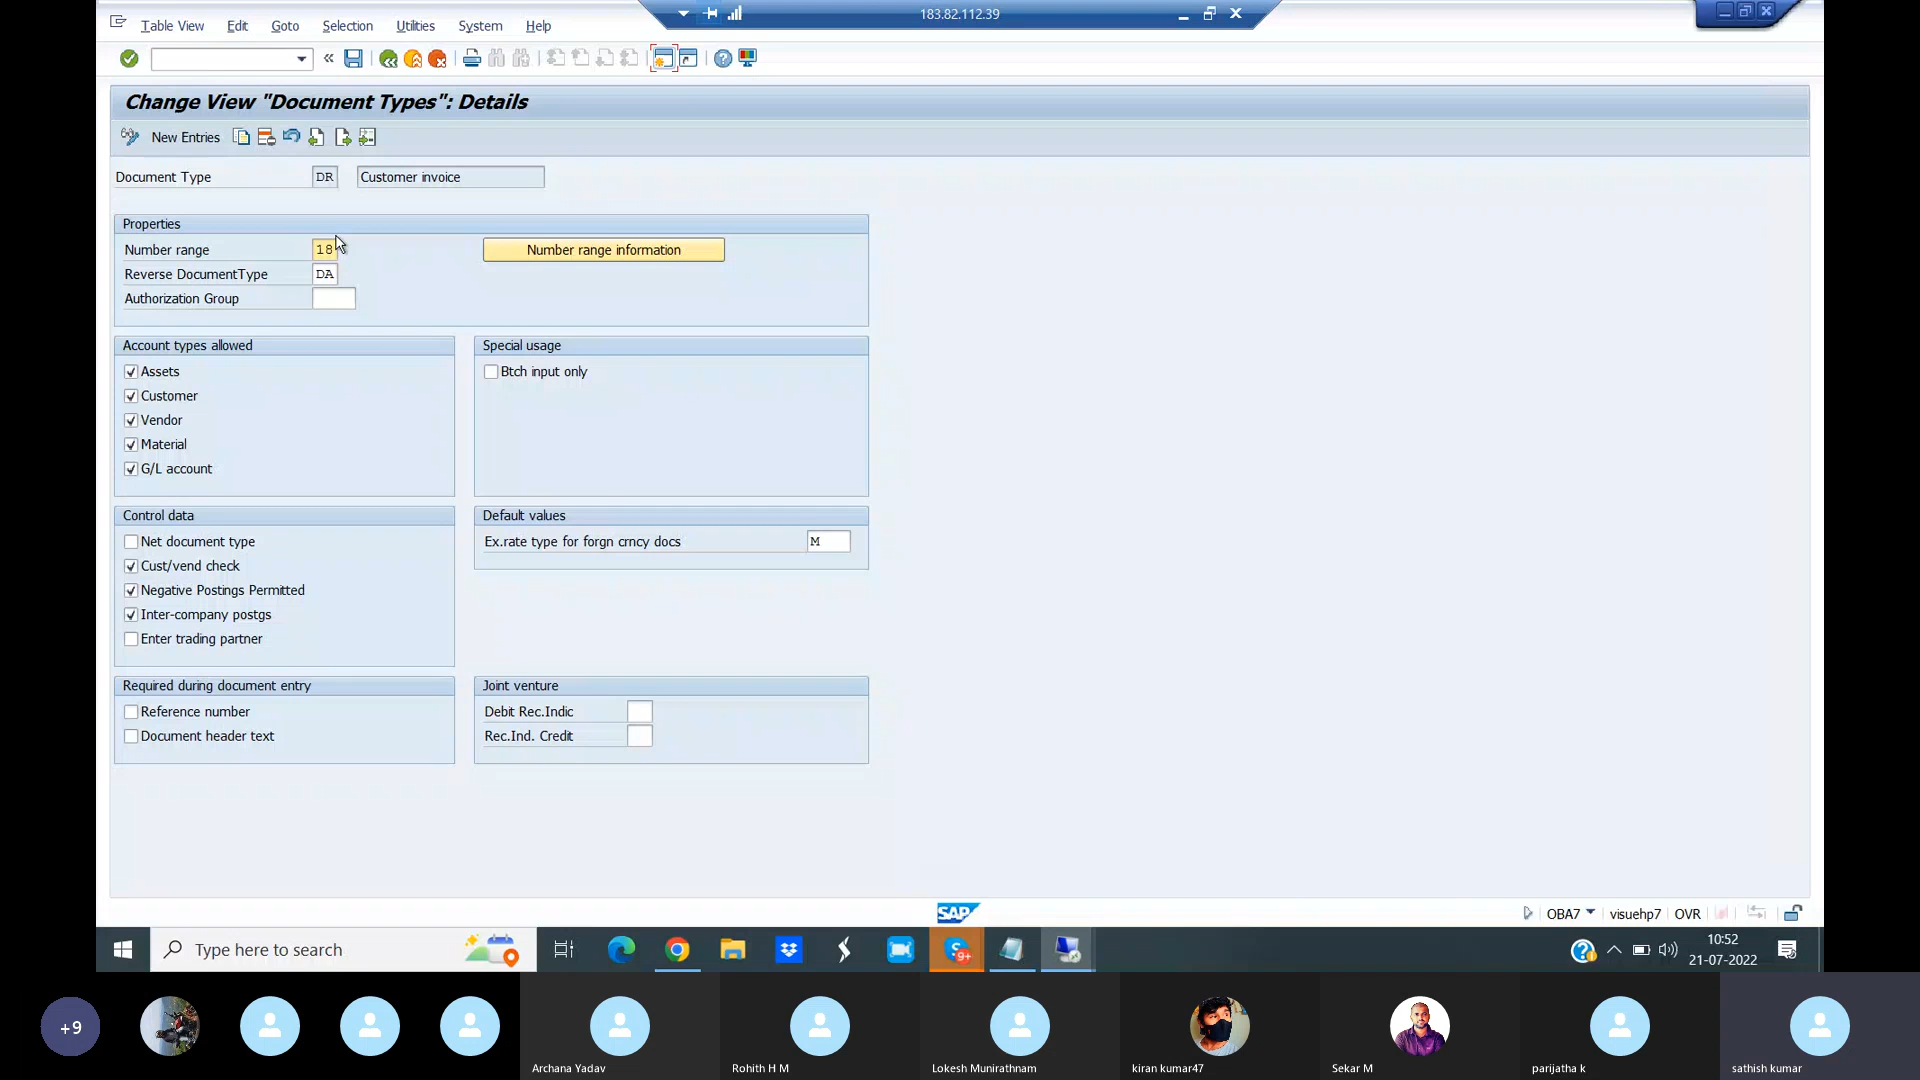 183.82.112.39
Table View Edit Goto Selection Utilities System Help
Change View "Document Types": Details
New Entries
Document Type DR Customer invoice
Properties
Number range 18 Number range information
Reverse DocumentType DA
Authorization Group
Account types allowed Special usage
Assets Btch input only
Customer
Vendor
Material
G/L account
Control data Default values
Net document type Ex.rate type for forgn crncy docs M
Cust/vend check
Negative Postings Permitted
Inter-company postgs
Enter trading partner
Required during document entry Joint venture
Reference number Debit Rec.Indic
Document header text Rec.Ind. Credit
SAP OBA7 visuehp7 OVR
Type here to search 9+ 10:52
21-07-2022
+9
Archana Yadav Rohith H M Lokesh Munirathnam kiran kumar47 Sekar M parijatha k sathish kumar